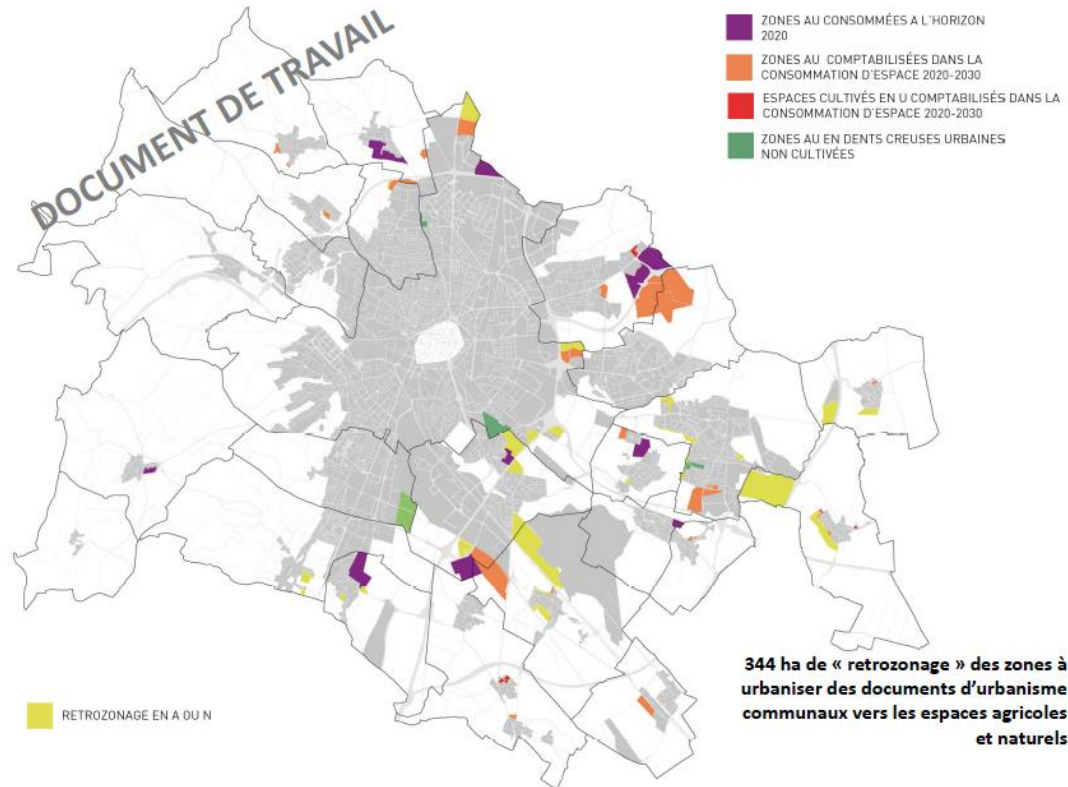 DOCUMENT DE TRAVAIL
ZONES AU CONSOMMÉES A L'HORIZON
2020
ZONES AU COMPTABILISÉES DANS LA
CONSOMMATION D'ESPACE 2020-2030
ESPACES CULTIVÉS EN U COMPTABILISÉS DANS LA
CONSOMMATION D'ESPACE 2020-2030
ZONES AU EN DENTS CREUSES URBAINES
NON CULTIVÉES
344 ha de « retrozonage » des zones à
urbaniser des documents d'urbanisme
communaux vers les espaces agricoles
et naturels
RETROZONAGE EN A OU N